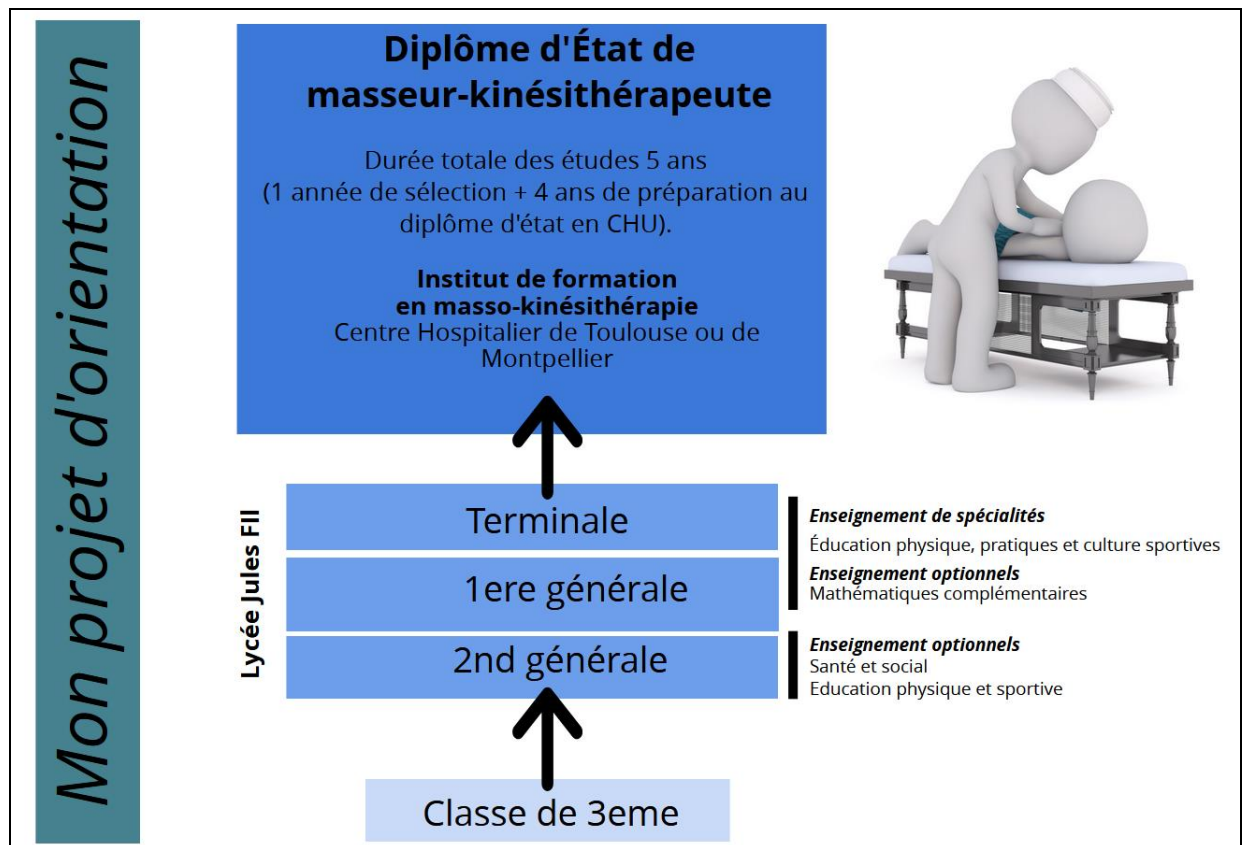 Mon projet d'orientation
Diplôme d'État de
masseur-kinésithérapeute
Durée totale des études 5 ans
(1 année de sélection + 4 ans de préparation au
diplôme d'état en CHU).
Institut de formation
en masso-kinésithérapie
Centre Hospitalier de Toulouse ou de
Montpellier
Lycée Jules FII
Terminale
1ere générale
2nd générale
Enseignement de spécialités
Éducation physique, pratiques et culture sportives
Enseignement optionnels
Mathématiques complémentaires
Enseignement optionnels
Santé et social
Education physique et sportive
Classe de 3eme